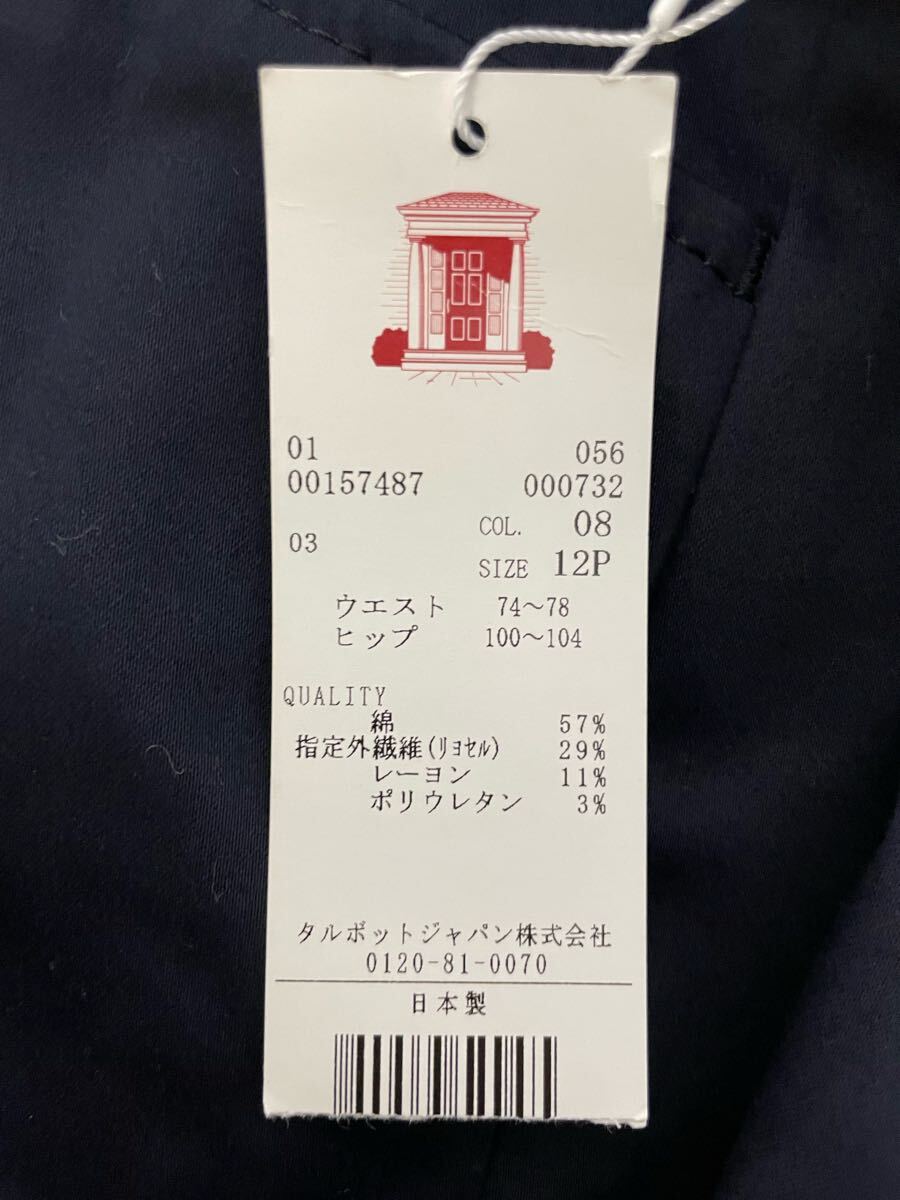 01 056
00157487 000732
COL. 08
03
SIZE 12P
ウエスト 74～78
ヒップ 100～104
QUALITY
綿 57%
指定外繊維(ﾘﾖｾﾙ) 29%
レーヨン 11%
ポリウレタン 3%
タルボットジャパン株式会社
0120-81-0070
日本製